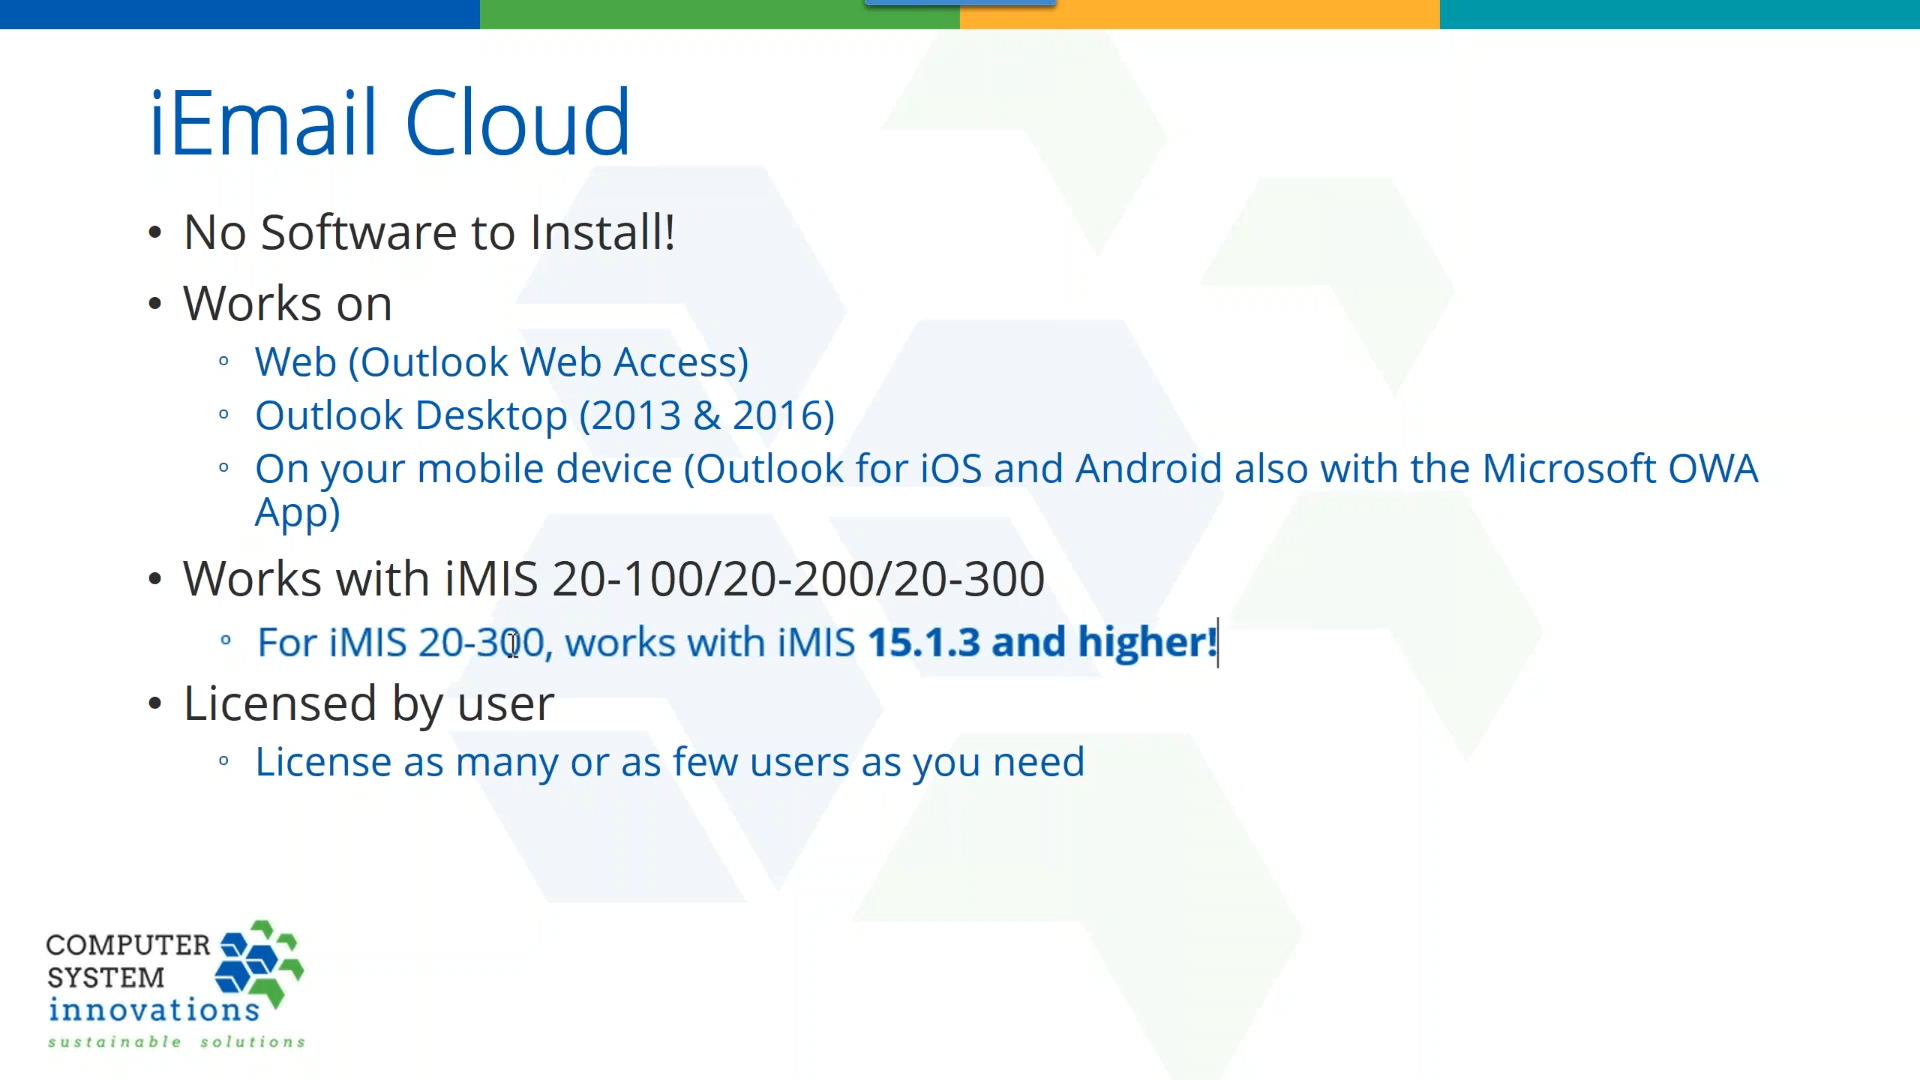 iEmail Cloud
• No Software to Install!
• Works on
◦ Web (Outlook Web Access)
◦ Outlook Desktop (2013 & 2016)
◦ On your mobile device (Outlook for iOS and Android also with the Microsoft OWA
App)
• Works with iMIS 20-100/20-200/20-300
◦ For iMIS 20-300, works with iMIS 15.1.3 and higher!
• Licensed by user
◦ License as many or as few users as you need
COMPUTER
SYSTEM
innovations
sustainable solutions